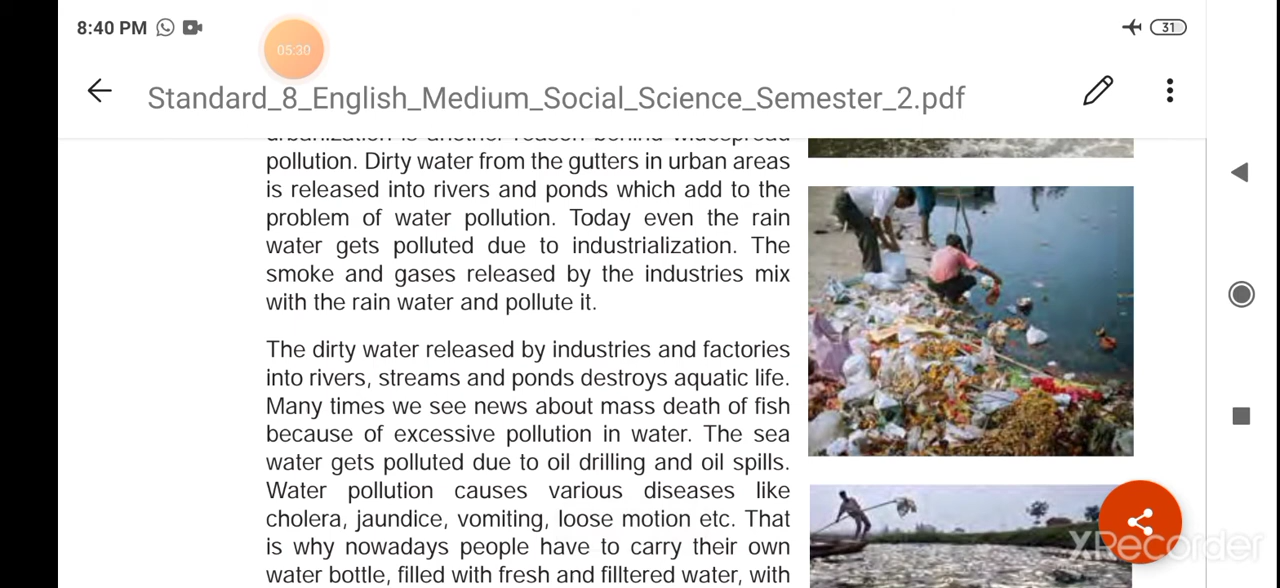 8:40 PM
05:30
31
Standard_8_English_Medium_Social_Science_Semester_2.pdf
urbanization is another reason behind widespread
pollution. Dirty water from the gutters in urban areas
is released into rivers and ponds which add to the
problem of water pollution. Today even the rain
water gets polluted due to industrialization. The
smoke and gases released by the industries mix
with the rain water and pollute it.
The dirty water released by industries and factories
into rivers, streams and ponds destroys aquatic life.
Many times we see news about mass death of fish
because of excessive pollution in water. The sea
water gets polluted due to oil drilling and oil spills.
Water pollution causes various diseases like
cholera, jaundice, vomiting, loose motion etc. That
is why nowadays people have to carry their own
water bottle, filled with fresh and filltered water, with
XRecorder